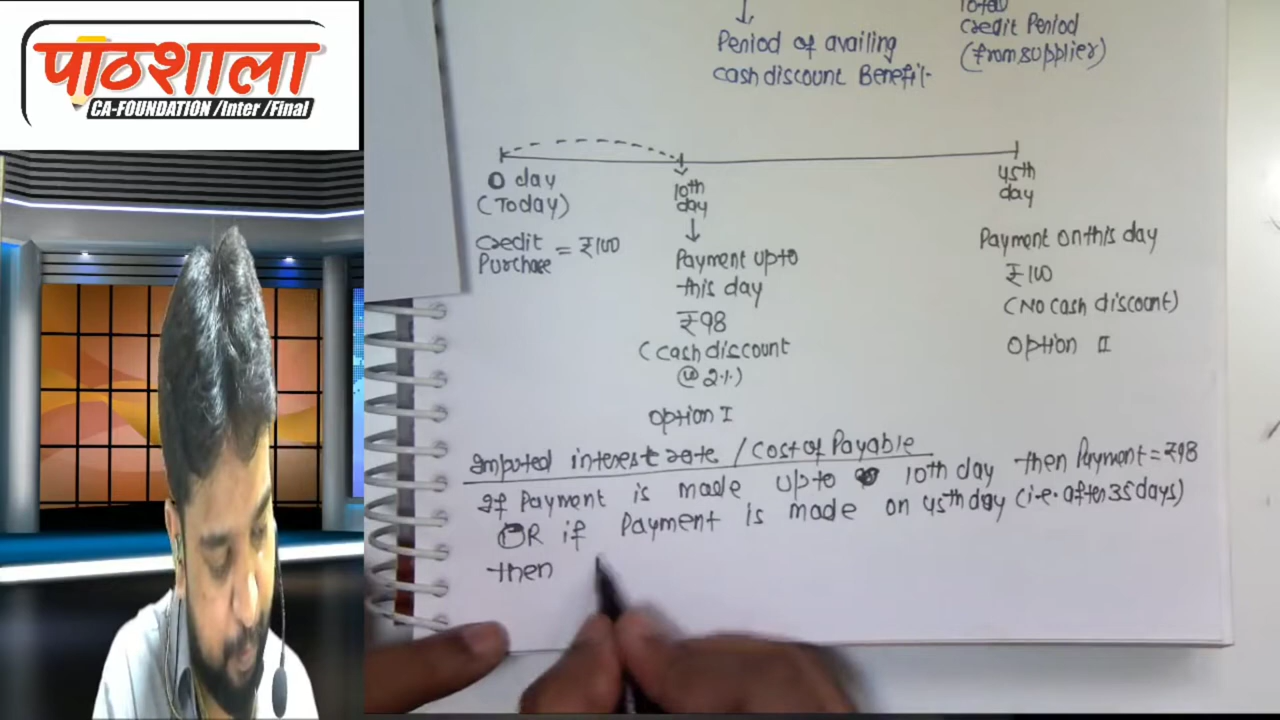 पाठशाला
CA-FOUNDATION /Inter /Final
Period of availing
cash discount Benefit
Credit Period
(from supplier)
0 day
(Today)
10th
day
45th
day
Credit
Purchase = ₹100
Payment upto
this day
₹98
(cash discount
@ 2%)
Option I
Payment on this day
₹100
(No cash discount)
Option II
Imputed interest rate / Cost of Payable
If Payment is made upto 10th day then Payment = ₹98
OR if Payment is made on 45th day (i.e. after 35 days)
then